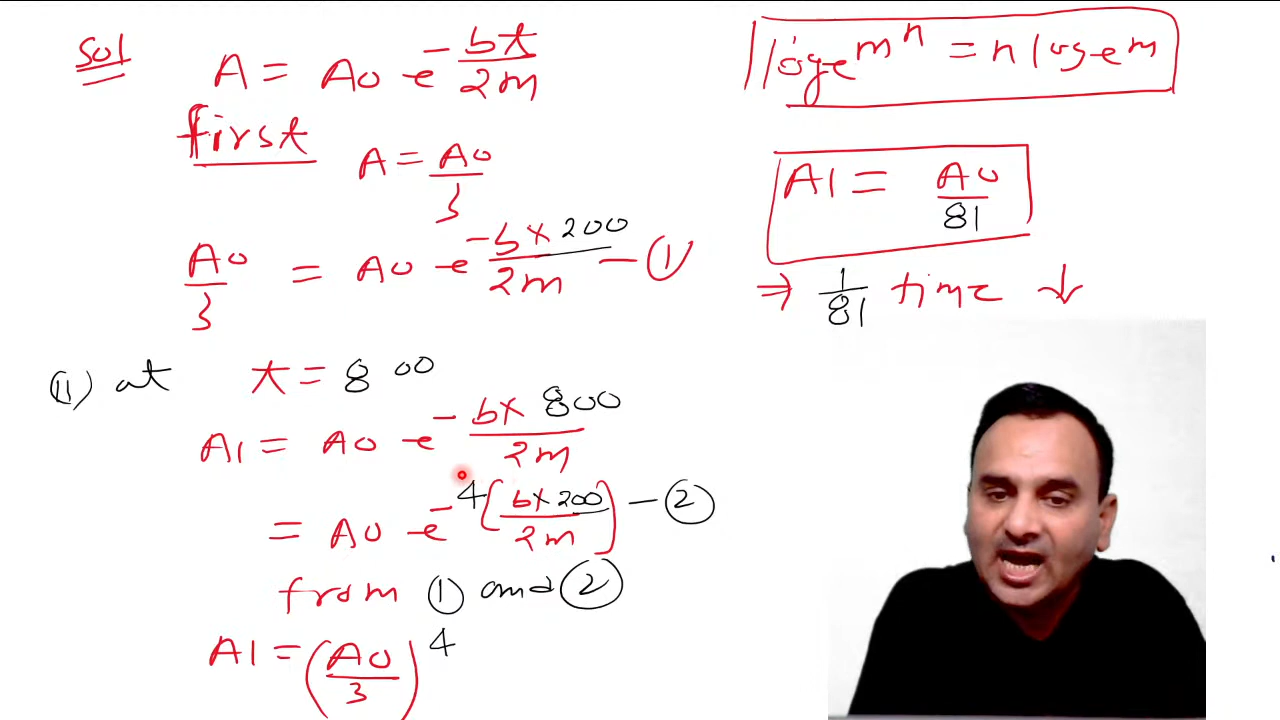 Sol A = A0 e^-bt/2m
first A = A0/3
A0/3 = A0 e^-b×200/2m — ①
(II) at t = 800
A1 = A0 e^-b×800/2m
= A0 e^-4(b×200/2m) — ②
from ① and ②
A1 = (A0/3)^4
loge m^n = n loge m
A1 = A0/81
⇒ 1/81 time ↓